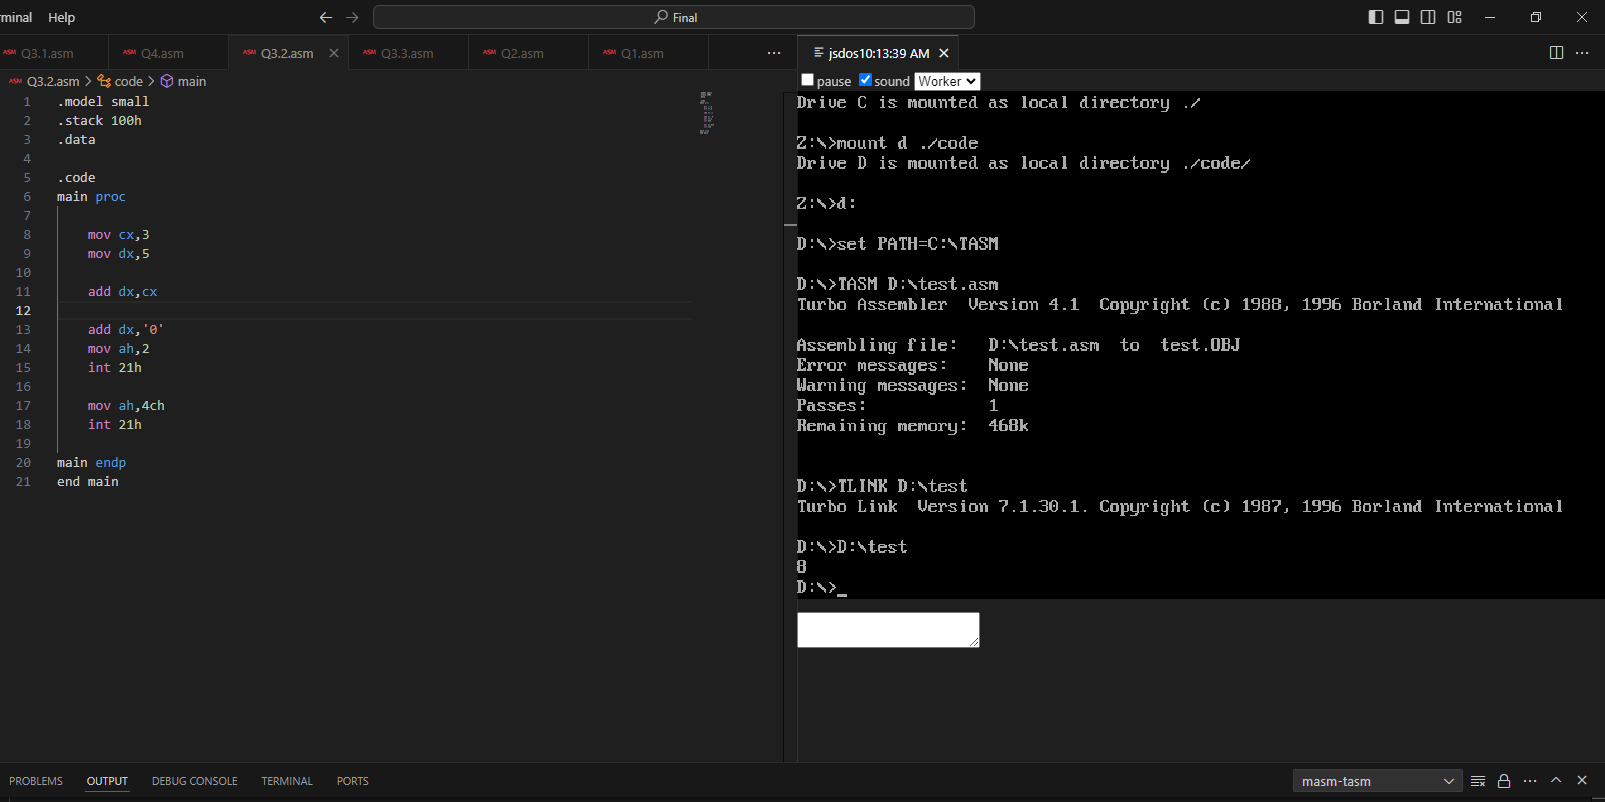 rminal Help
Final
ASM Q3.1.asm ASM Q4.asm ASM Q3.2.asm ASM Q3.3.asm ASM Q2.asm ASM Q1.asm
ASM Q3.2.asm > code > main
1 .model small
2 .stack 100h
3 .data
4
5 .code
6 main proc
7
8 mov cx,3
9 mov dx,5
10
11 add dx,cx
12
13 add dx,'0'
14 mov ah,2
15 int 21h
16
17 mov ah,4ch
18 int 21h
19
20 main endp
21 end main
jsdos10:13:39 AM
pause sound Worker
Drive C is mounted as local directory ./
Z:\>mount d ./code
Drive D is mounted as local directory ./code/
Z:\>d:
D:\>set PATH=C:\TASM
D:\>TASM D:\test.asm
Turbo Assembler Version 4.1 Copyright (c) 1988, 1996 Borland International
Assembling file: D:\test.asm to test.OBJ
Error messages: None
Warning messages: None
Passes: 1
Remaining memory: 468k
D:\>TLINK D:\test
Turbo Link Version 7.1.30.1. Copyright (c) 1987, 1996 Borland International
D:\>D:\test
8
D:\>_
PROBLEMS OUTPUT DEBUG CONSOLE TERMINAL PORTS
masm-tasm